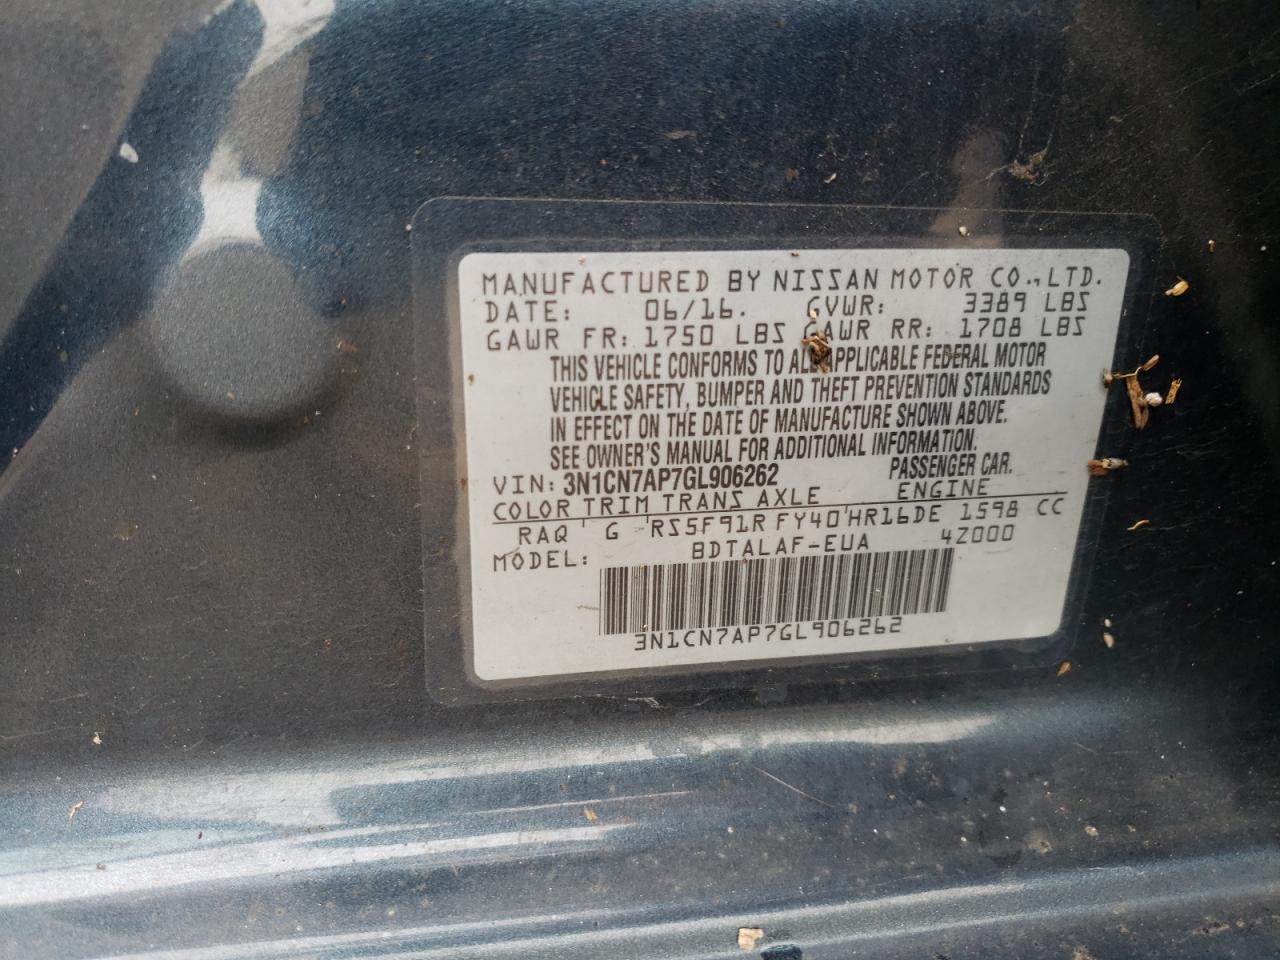 MANUFACTURED BY NISSAN MOTOR CO.,LTD.
DATE: 06/16. GVWR: 3389 LBS
GAWR FR: 1750 LBS GAWR RR: 1708 LBS
THIS VEHICLE CONFORMS TO ALL APPLICABLE FEDERAL MOTOR
VEHICLE SAFETY, BUMPER AND THEFT PREVENTION STANDARDS
IN EFFECT ON THE DATE OF MANUFACTURE SHOWN ABOVE.
SEE OWNER'S MANUAL FOR ADDITIONAL INFORMATION.
VIN: 3N1CN7AP7GL906262 PASSENGER CAR.
COLOR TRIM TRANS AXLE ENGINE
RAQ G RS5F91R FY40 HR16DE 1598 CC
MODEL: BDTALAF-EUA 4Z000
3N1CN7AP7GL906262